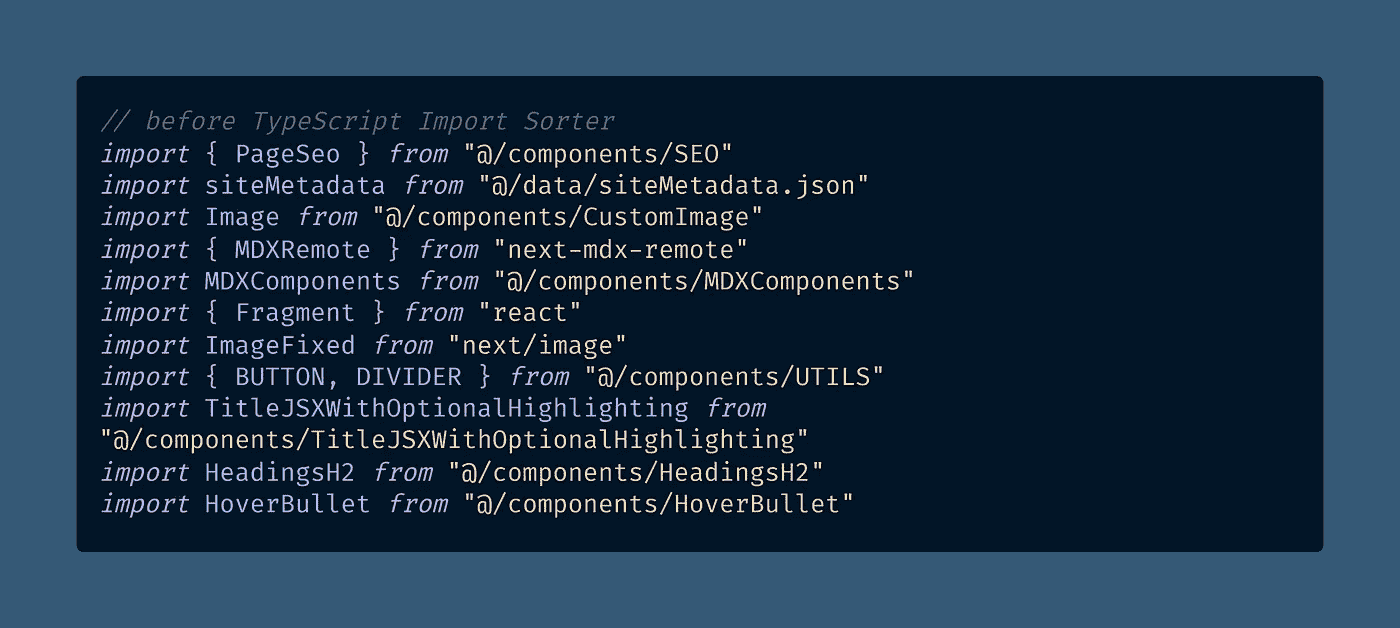 // before TypeScript Import Sorter
import { PageSeo } from "@/components/SEO"
import siteMetadata from "@/data/siteMetadata.json"
import Image from "@/components/CustomImage"
import { MDXRemote } from "next-mdx-remote"
import MDXComponents from "@/components/MDXComponents"
import { Fragment } from "react"
import ImageFixed from "next/image"
import { BUTTON, DIVIDER } from "@/components/UTILS"
import TitleJSXWithOptionalHighlighting from
"@/components/TitleJSXWithOptionalHighlighting"
import HeadingsH2 from "@/components/HeadingsH2"
import HoverBullet from "@/components/HoverBullet"